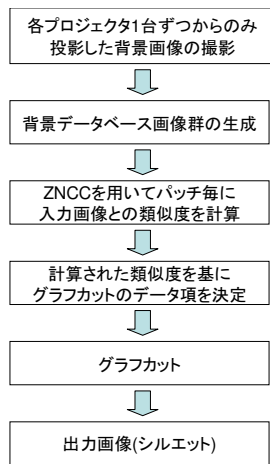 各プロジェクタ1台ずつからのみ
投影した背景画像の撮影
背景データベース画像群の生成
ZNCCを用いてパッチ毎に
入力画像との類似度を計算
計算された類似度を基に
グラフカットのデータ項を決定
グラフカット
出力画像(シルエット)